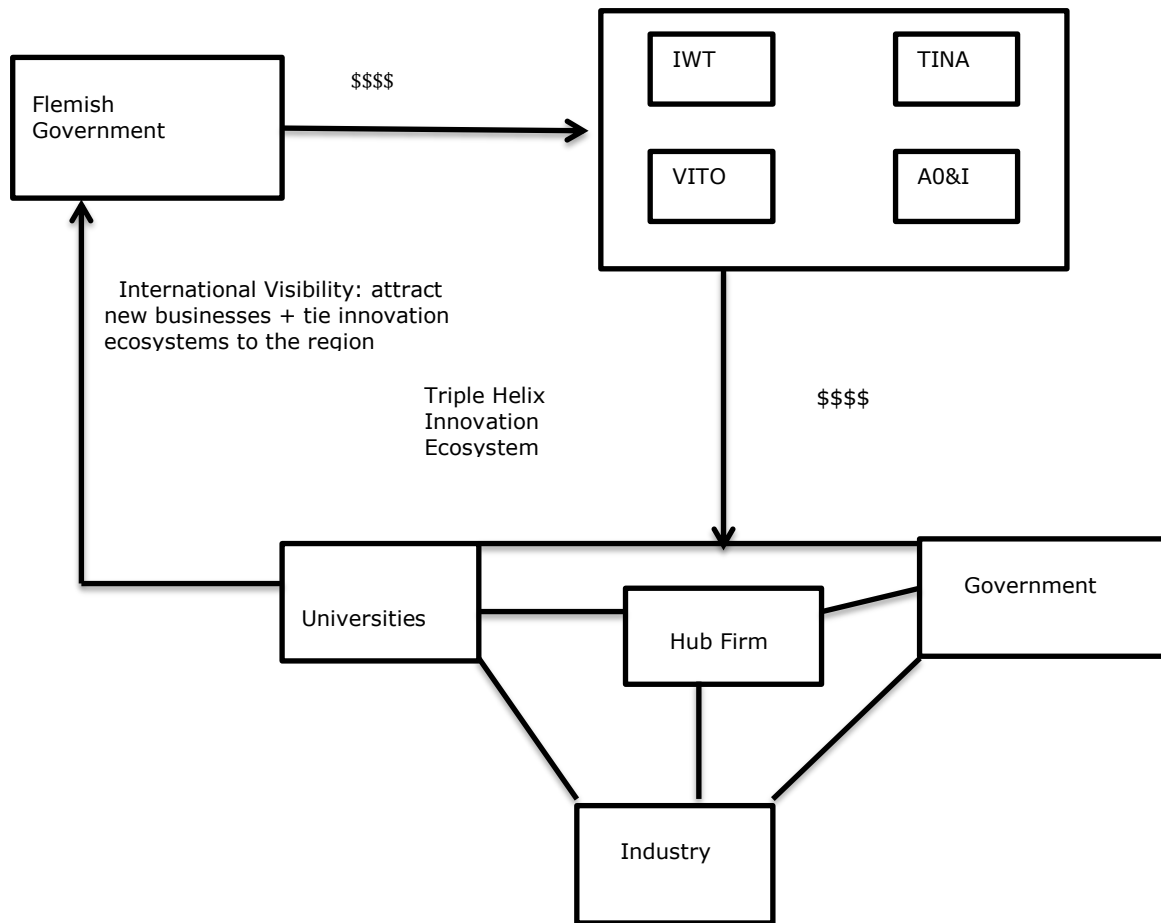 IWT
TINA
$$$$
Flemish
Government
VITO
A0&I
International Visibility: attract
new businesses + tie innovation
ecosystems to the region
Triple Helix
Innovation
Ecosystem
$$$$
Universities
Hub Firm
Government
Industry